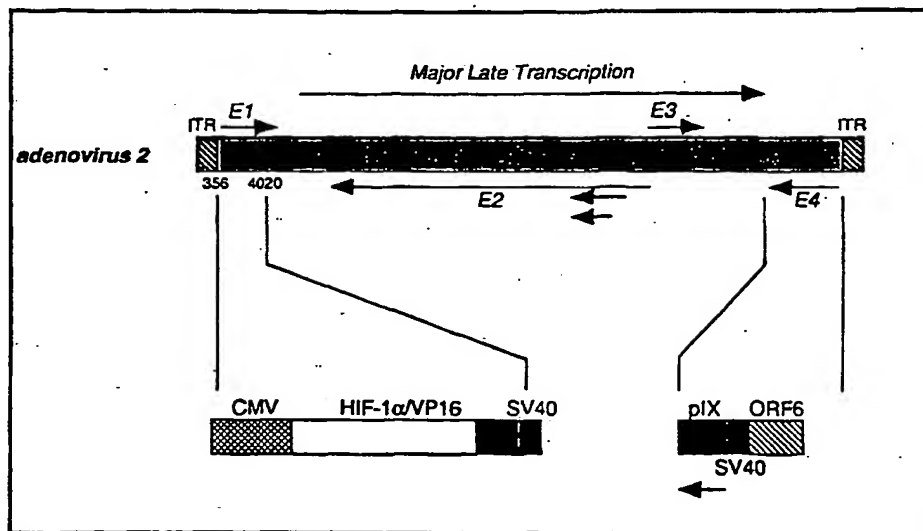 Major Late Transcription
ITR E1 E3 ITR
adenovirus 2
356 4020 E2 E4
CMV HIF-1α/VP16 SV40 pIX ORF6
SV40